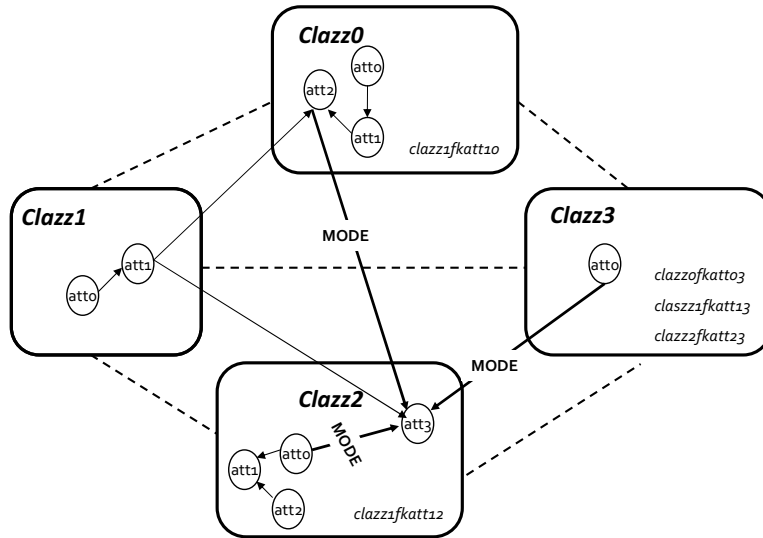 Clazz0
att0
att2
att1
clazz1fkatt10
MODE
Clazz1
att1
att0
Clazz3
att0
clazz0fkatt03
claszz1fkatt13
clazz2fkatt23
MODE
Clazz2
att3
MODE
att0
att1
att2
clazz1fkatt12